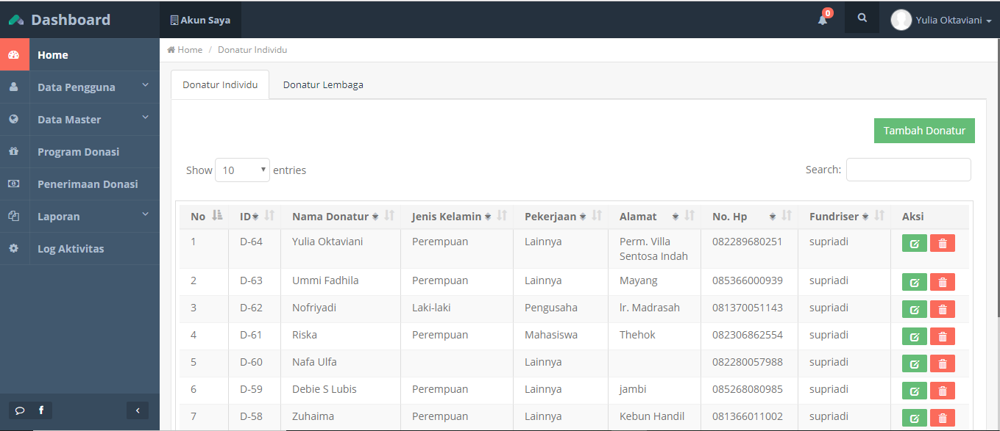 Dashboard
Akun Saya
0
Yulia Oktaviani
Home
Data Pengguna
Data Master
Program Donasi
Penerimaan Donasi
Laporan
Log Aktivitas
Home / Donatur Individu
Donatur Individu
Donatur Lembaga
Tambah Donatur
Show 10 entries
Search:
No ID Nama Donatur Jenis Kelamin Pekerjaan Alamat No. Hp Fundriser Aksi
1 D-64 Yulia Oktaviani Perempuan Lainnya Perm. Villa 082289680251 supriadi
Sentosa Indah
2 D-63 Ummi Fadhila Perempuan Lainnya Mayang 085366000939 supriadi
3 D-62 Nofriyadi Laki-laki Pengusaha lr. Madrasah 081370051143 supriadi
4 D-61 Riska Perempuan Mahasiswa Thehok 082306862554 supriadi
5 D-60 Nafa Ulfa Lainnya 082280057988 supriadi
6 D-59 Debie S Lubis Perempuan Lainnya jambi 085268080985 supriadi
7 D-58 Zuhaima Perempuan Lainnya Kebun Handil 081366011002 supriadi